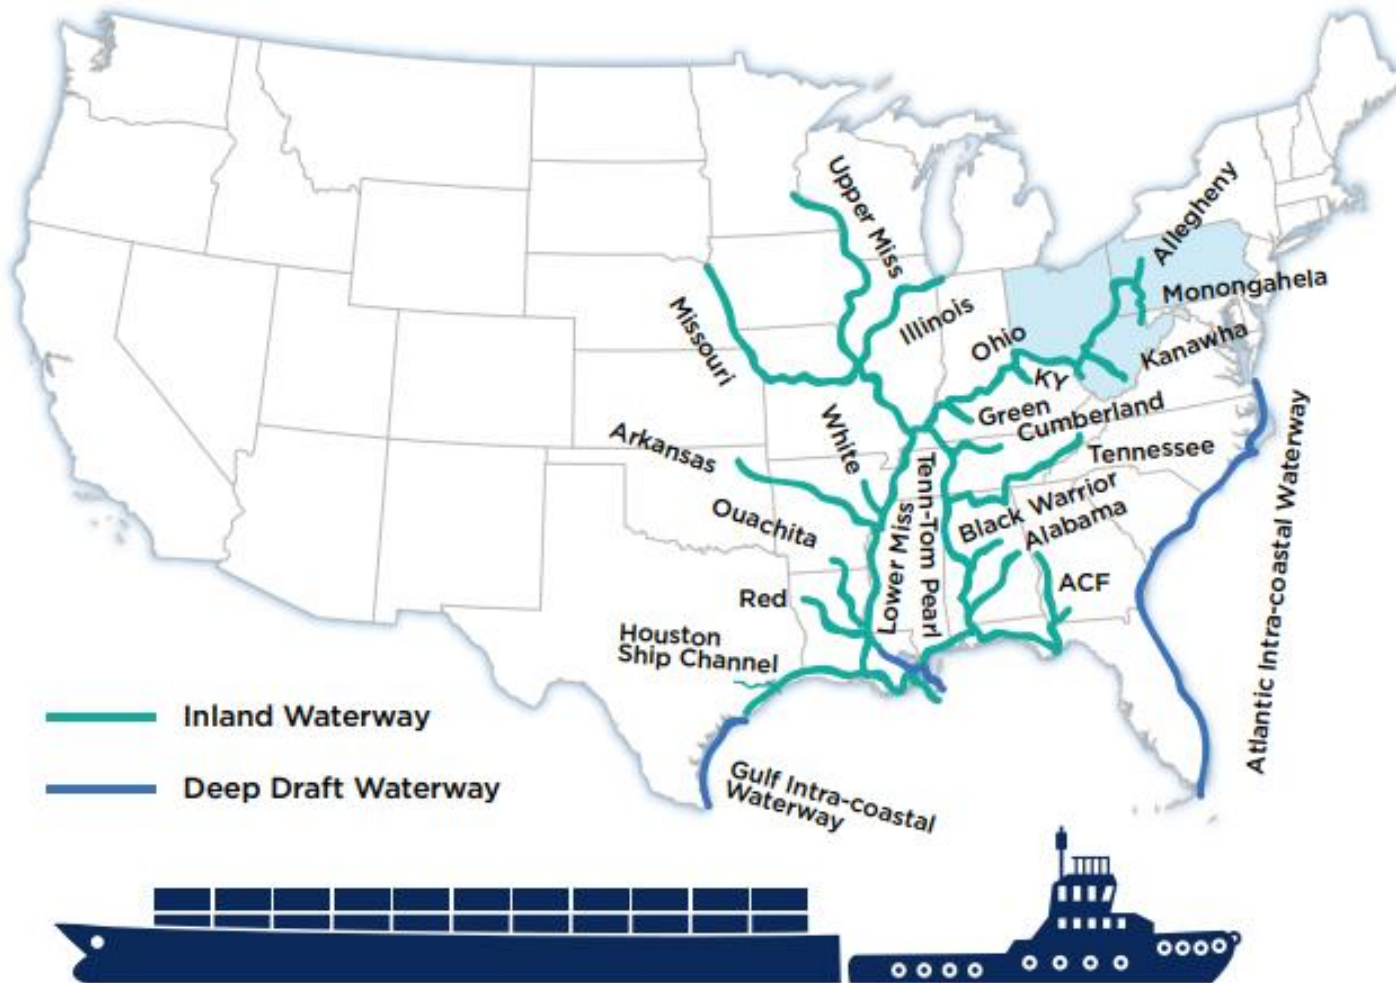 Upper Miss
Allegheny
Monongahela
Missouri
Illinois
Ohio
Kanawha
KY
Green
Cumberland
White
Arkansas
Tennessee
Ouachita
Black Warrior
Alabama
Lower Miss
Tenn-Tom Pearl
ACF
Red
Houston
Ship Channel
Atlantic Intra-coastal Waterway
Inland Waterway
Deep Draft Waterway
Gulf Intra-coastal
Waterway